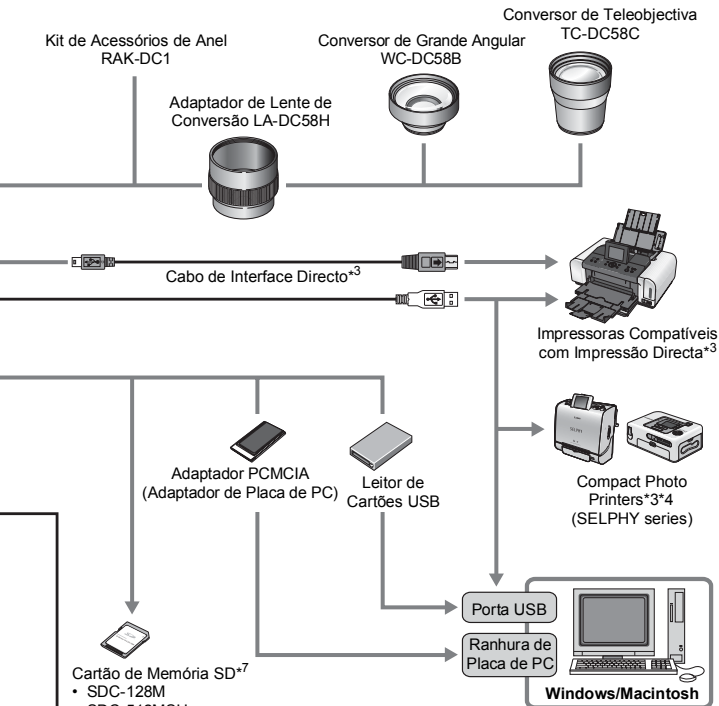 Conversor de Teleobjectiva
TC-DC58C
Kit de Acessórios de Anel
RAK-DC1
Conversor de Grande Angular
WC-DC58B
Adaptador de Lente de
Conversão LA-DC58H
Cabo de Interface Directo*3
Impressoras Compatíveis
com Impressão Directa*3
Adaptador PCMCIA
(Adaptador de Placa de PC)
Leitor de
Cartões USB
Compact Photo
Printers*3*4
(SELPHY series)
Porta USB
Ranhura de
Placa de PC
Windows/Macintosh
Cartão de Memória SD*7
• SDC-128M